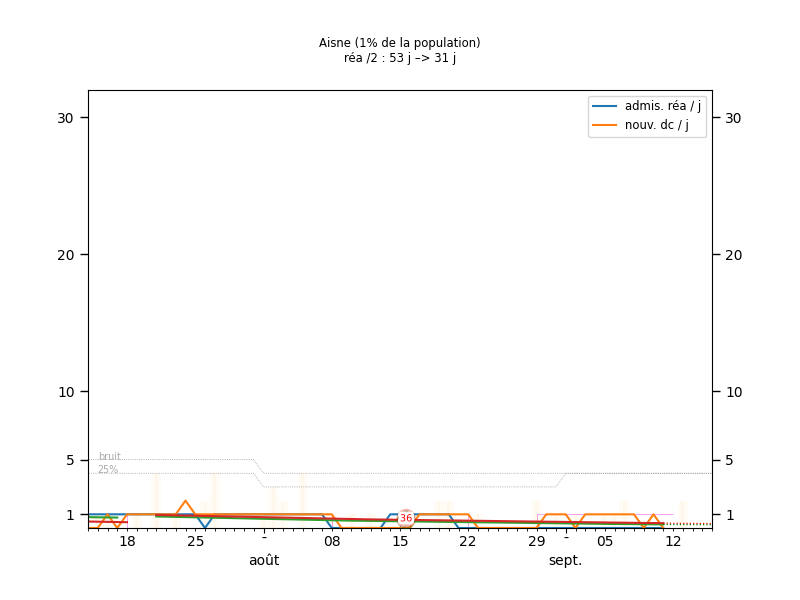 Aisne (1% de la population)
réa /2 : 53 j –> 31 j
admis. réa / j
nouv. dc / j
30 30
20 20
10 10
5 5
1 1
bruit
25%
36
18 25 - 08 15 22 29 - 05 12
août sept.